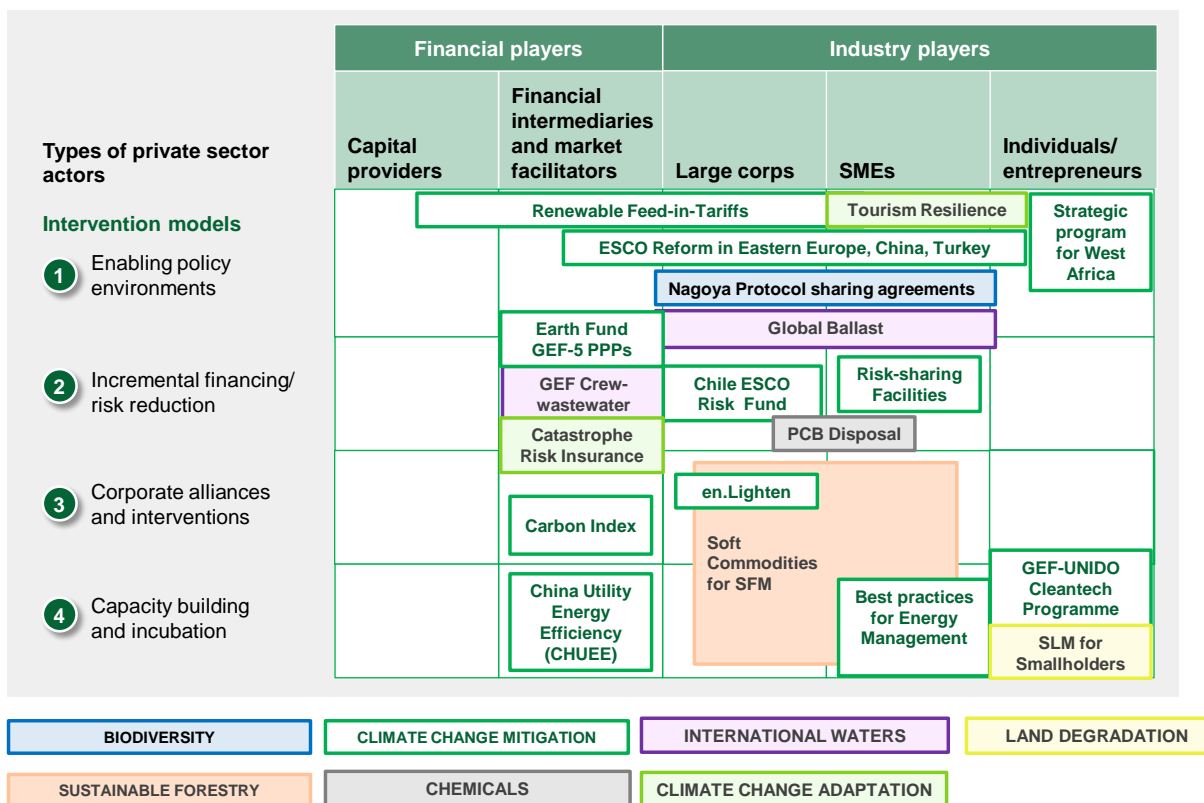 Financial players
Industry players
Types of private sector
actors
Capital
providers
Financial
intermediaries
and market
facilitators
Large corps
SMEs
Individuals/
entrepreneurs
Intervention models
1
Enabling policy
environments
Renewable Feed-in-Tariffs
Tourism Resilience
Strategic
program
for West
Africa
ESCO Reform in Eastern Europe, China, Turkey
Nagoya Protocol sharing agreements
Global Ballast
Earth Fund
GEF-5 PPPs
2
Incremental financing/
risk reduction
GEF Crew-
wastewater
Chile ESCO
Risk Fund
Risk-sharing
Facilities
Catastrophe
Risk Insurance
PCB Disposal
3
Corporate alliances
and interventions
Carbon Index
en.Lighten
Soft
Commodities
for SFM
4
Capacity building
and incubation
China Utility
Energy
Efficiency
(CHUEE)
Best practices
for Energy
Management
GEF-UNIDO
Cleantech
Programme
SLM for
Smallholders
BIODIVERSITY
CLIMATE CHANGE MITIGATION
INTERNATIONAL WATERS
LAND DEGRADATION
SUSTAINABLE FORESTRY
CHEMICALS
CLIMATE CHANGE ADAPTATION